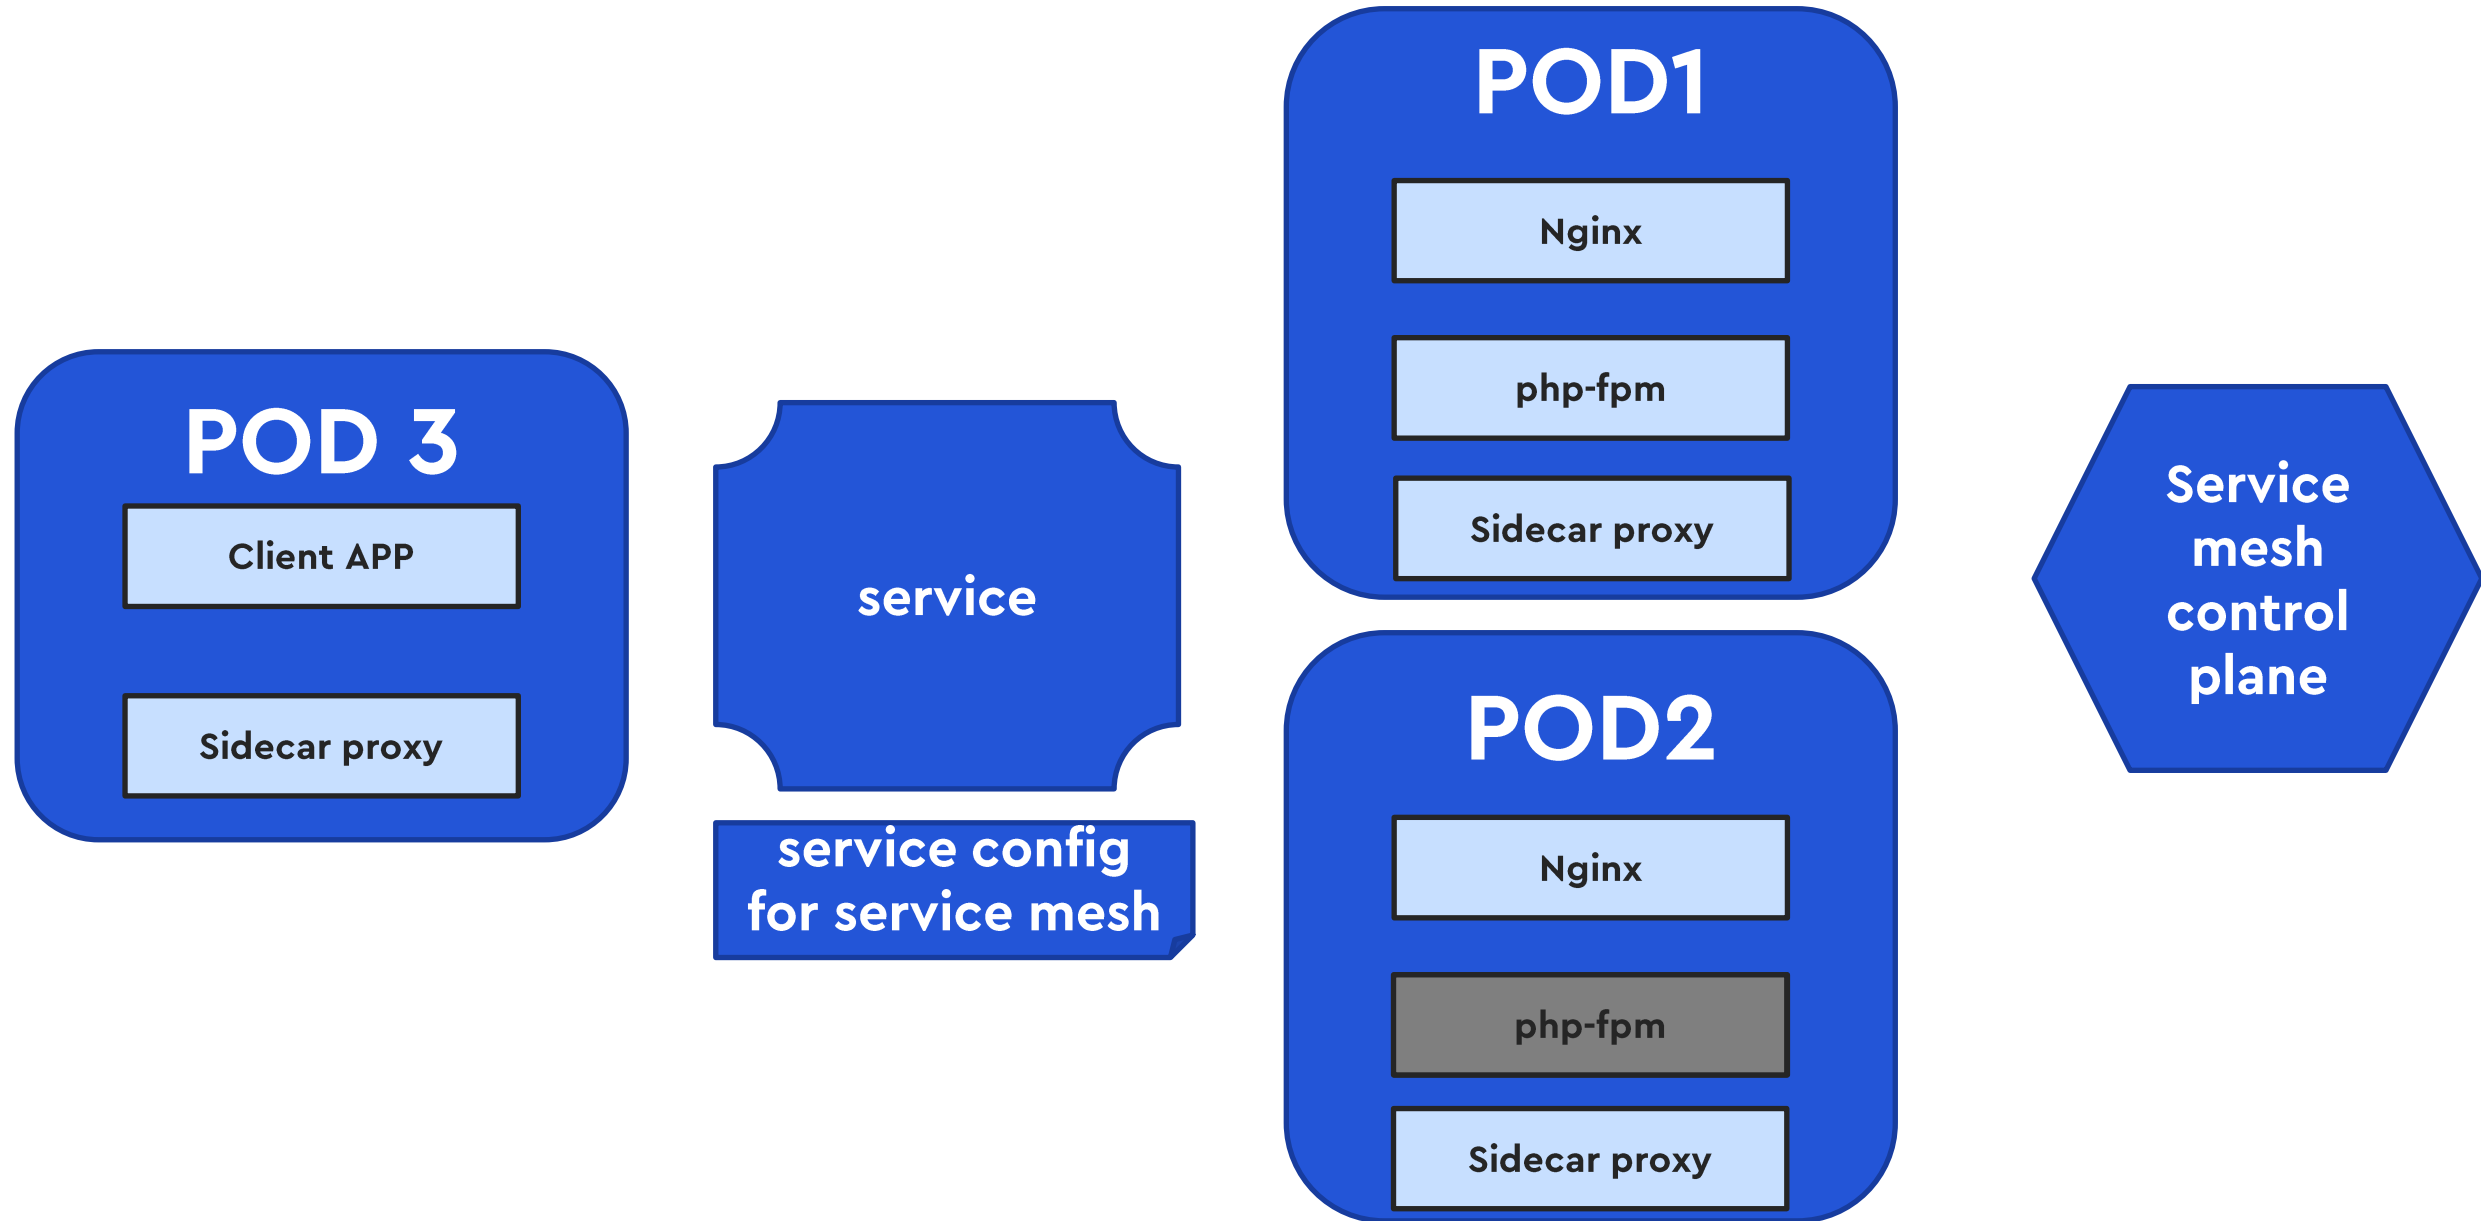 POD 3
Client APP
Sidecar proxy
service
service config
for service mesh
POD1
Nginx
php-fpm
Sidecar proxy
POD2
Nginx
php-fpm
Sidecar proxy
Service
mesh
control
plane